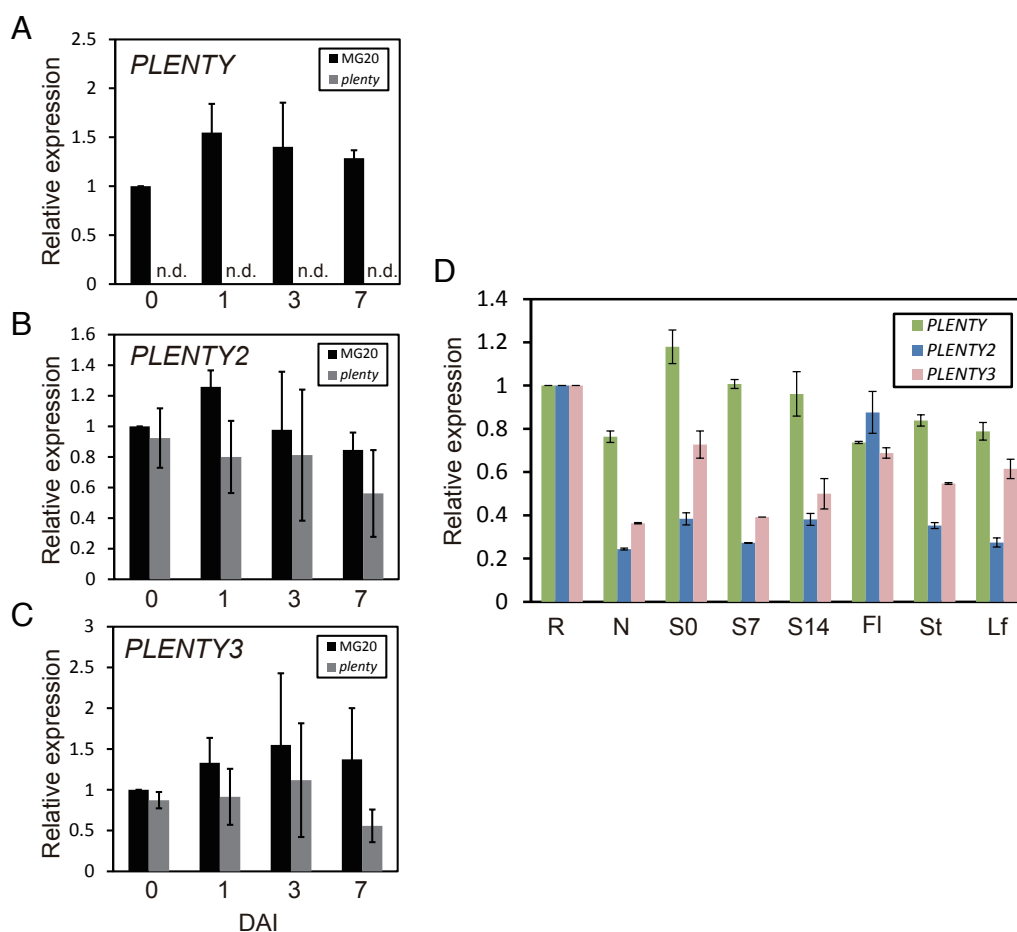 A
PLENTY
MG20
plenty
Relative expression
2.5
2
1.5
1
0.5
0
n.d. n.d. n.d. n.d.
0 1 3 7
B
PLENTY2
MG20
plenty
Relative expression
1.6
1.4
1.2
1.0
0.8
0.6
0.4
0.2
0
0 1 3 7
C
PLENTY3
MG20
plenty
Relative expression
3
2.5
2
1.5
1
0.5
0
0 1 3 7
DAI
D
PLENTY
PLENTY2
PLENTY3
Relative expression
1.4
1.2
1
0.8
0.6
0.4
0.2
0
R N S0 S7 S14 Fl St Lf